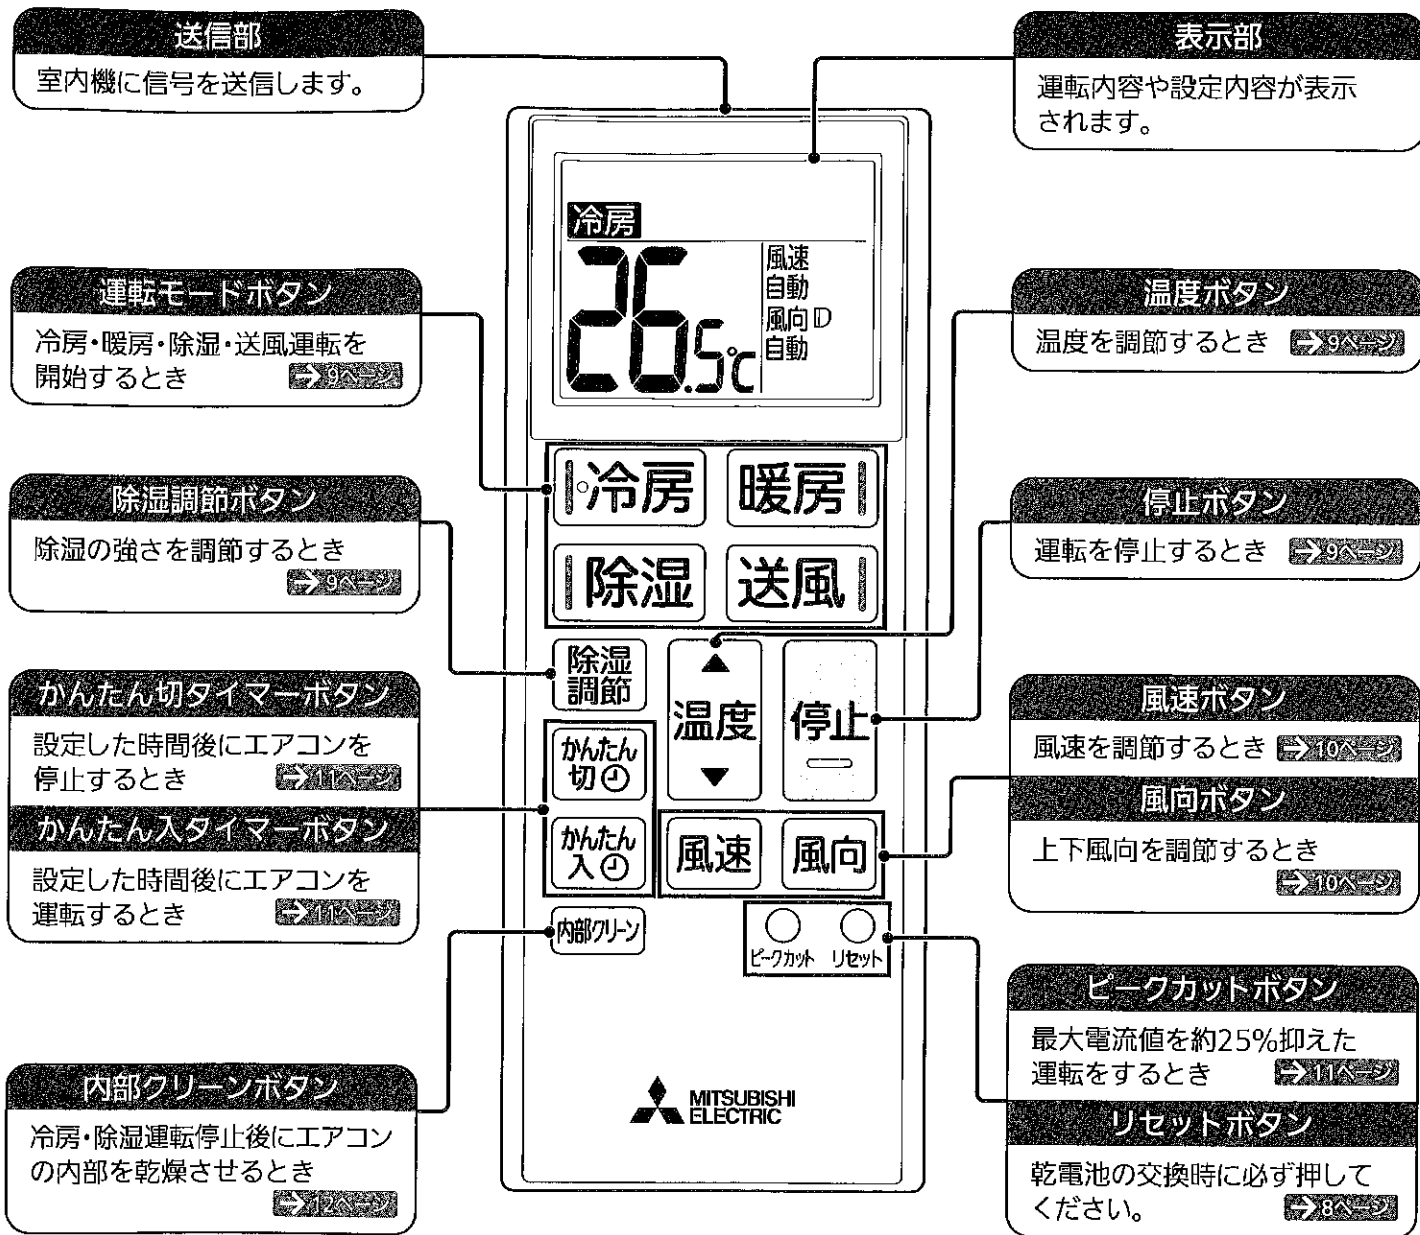 送信部
室内機に信号を送信します。
運転モードボタン
冷房・暖房・除湿・送風運転を
開始するとき →9ページ
除湿調節ボタン
除湿の強さを調節するとき
→9ページ
かんたん切タイマーボタン
設定した時間後にエアコンを
停止するとき →11ページ
かんたん入タイマーボタン
設定した時間後にエアコンを
運転するとき →11ページ
内部クリーンボタン
冷房・除湿運転停止後にエアコン
の内部を乾燥させるとき
→12ページ
冷房
26.5℃
風速
自動
風向
自動
冷房 暖房
除湿 送風
除湿
調節
▲
温度
▼
停止
かんたん
切
かんたん
入
風速 風向
内部クリーン
ピークカット リセット
MITSUBISHI
ELECTRIC
表示部
運転内容や設定内容が表示
されます。
温度ボタン
温度を調節するとき →9ページ
停止ボタン
運転を停止するとき →9ページ
風速ボタン
風速を調節するとき →10ページ
風向ボタン
上下風向を調節するとき
→10ページ
ピークカットボタン
最大電流値を約25%抑えた
運転をするとき →11ページ
リセットボタン
乾電池の交換時に必ず押して
ください。 →8ページ